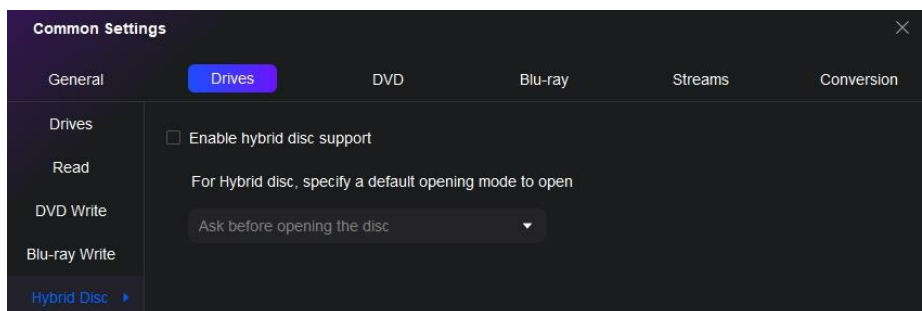 Common Settings
General Drives DVD Blu-ray Streams Conversion
Drives
Enable hybrid disc support
Read
For Hybrid disc, specify a default opening mode to open
DVD Write
Ask before opening the disc
Blu-ray Write
Hybrid Disc